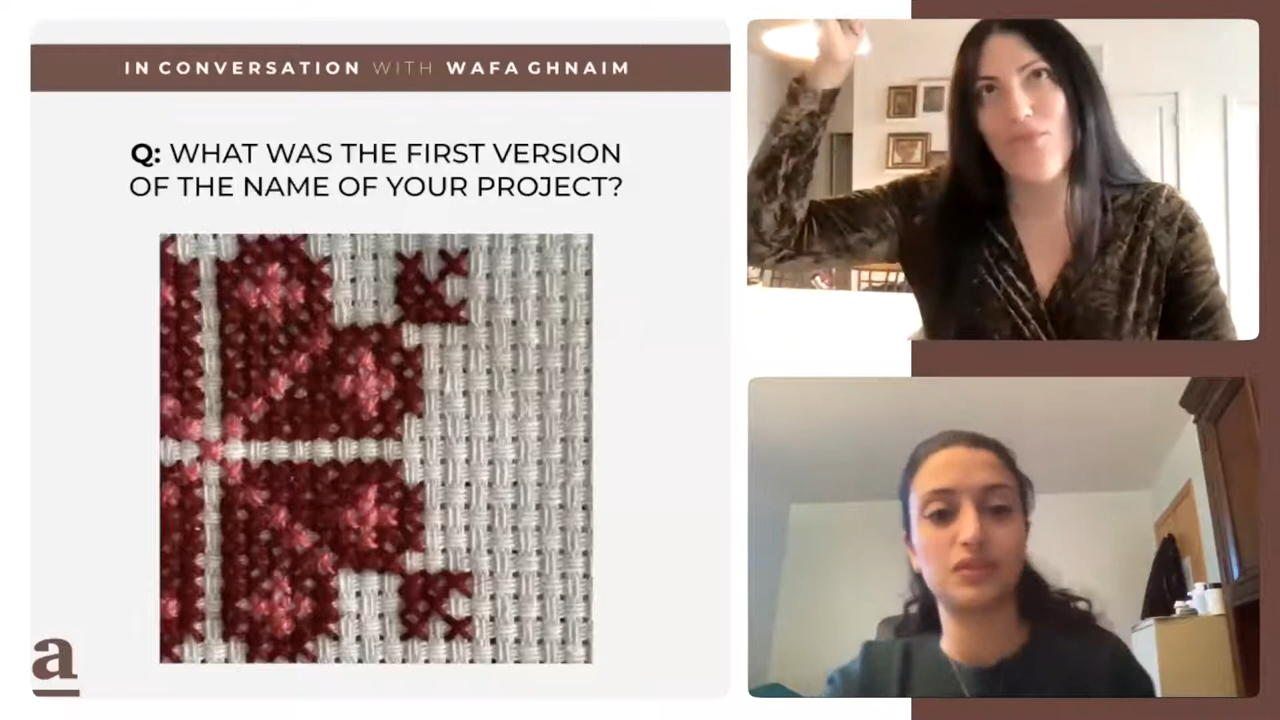 IN CONVERSATION WITH WAFA GHNAIM
Q: WHAT WAS THE FIRST VERSION
OF THE NAME OF YOUR PROJECT?
a